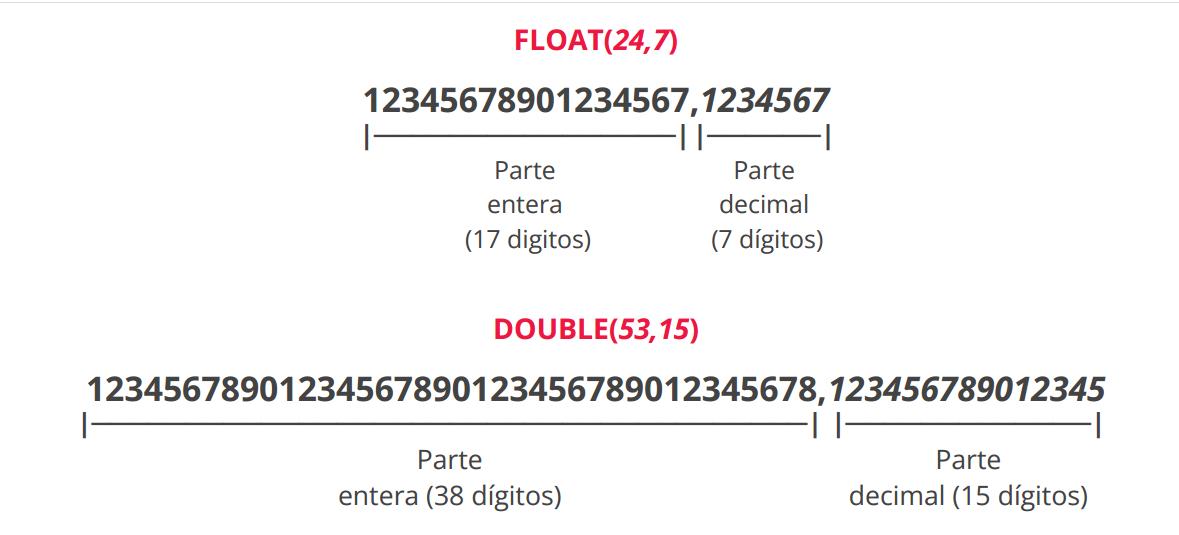 FLOAT(24,7)
12345678901234567,1234567
Parte Parte
entera decimal
(17 digitos) (7 dígitos)
DOUBLE(53,15)
12345678901234567890123456789012345678,123456789012345
Parte Parte
entera (38 dígitos) decimal (15 dígitos)